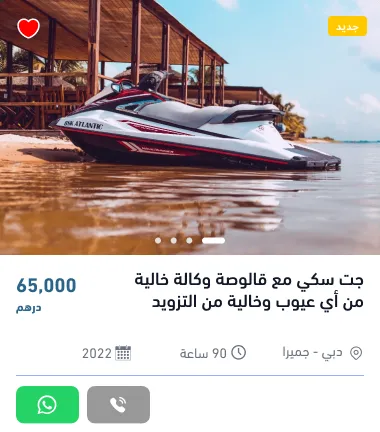 جديد
BSK ATLANTIC
جت سكي مع قالوصة وكالة خالية
من أي عيوب وخالية من التزويد
65,000
درهم
دبي - جميرا
90 ساعة
2022